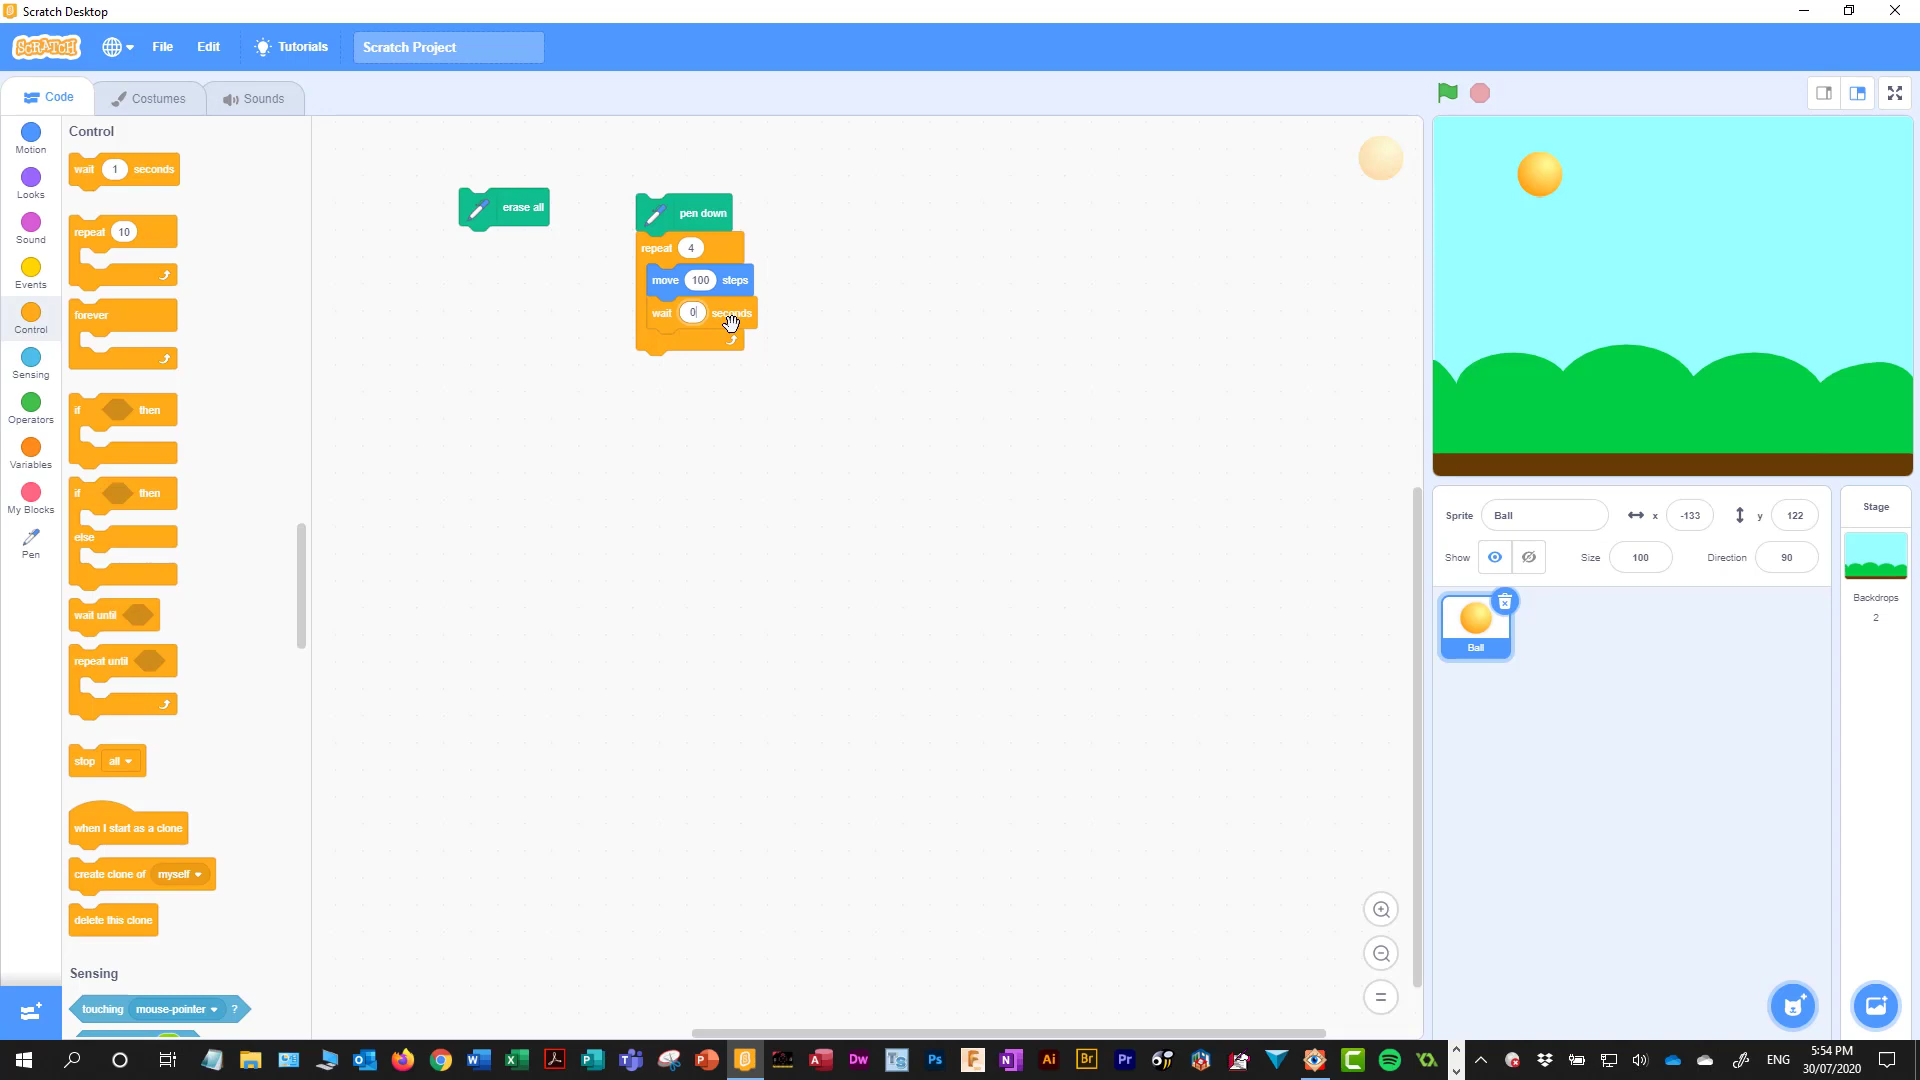 Scratch Desktop
SCRATCH
File
Edit
Tutorials
Scratch Project
Code
Costumes
Sounds
Motion
Looks
Sound
Events
Control
Sensing
Operators
Variables
My Blocks
Pen
Control
wait 1 seconds
repeat 10
forever
if then
if then
else
wait until
repeat until
stop all
when I start as a clone
create clone of myself
delete this clone
Sensing
touching mouse-pointer ?
erase all
pen down
repeat 4
move 100 steps
wait 0 seconds
Sprite Ball x -133 y 122
Show Size 100 Direction 90
Ball
Stage
Backdrops
2
ENG
5:54 PM
30/07/2020